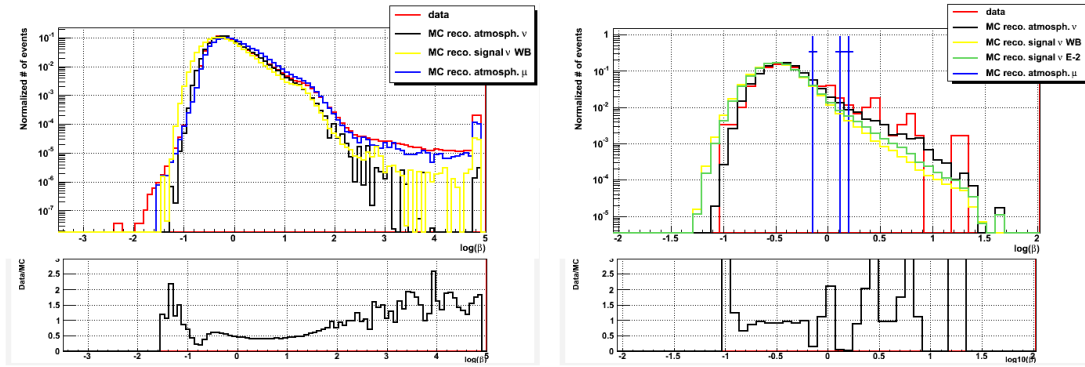 data
MC reco. atmosph. ν
MC reco. signal ν WB
MC reco. atmosph. μ
Normalized # of events
10⁻¹
10⁻²
10⁻³
10⁻⁴
10⁻⁵
10⁻⁶
10⁻⁷
-3 -2 -1 0 1 2 3 4 5
log(β)
Data/MC
3
2.5
2
1.5
1
0.5
0
-3 -2 -1 0 1 2 3 4 5
log(β)
data
MC reco. atmosph. ν
MC reco. signal ν WB
MC reco. signal ν E-2
MC reco. atmosph. μ
Normalized # of events
1
10⁻¹
10⁻²
10⁻³
10⁻⁴
10⁻⁵
-2 -1.5 -1 -0.5 0 0.5 1 1.5 2
log(β)
Data/MC
3
2.5
2
1.5
1
0.5
0
-2 -1.5 -1 -0.5 0 0.5 1 1.5 2
log10(β)